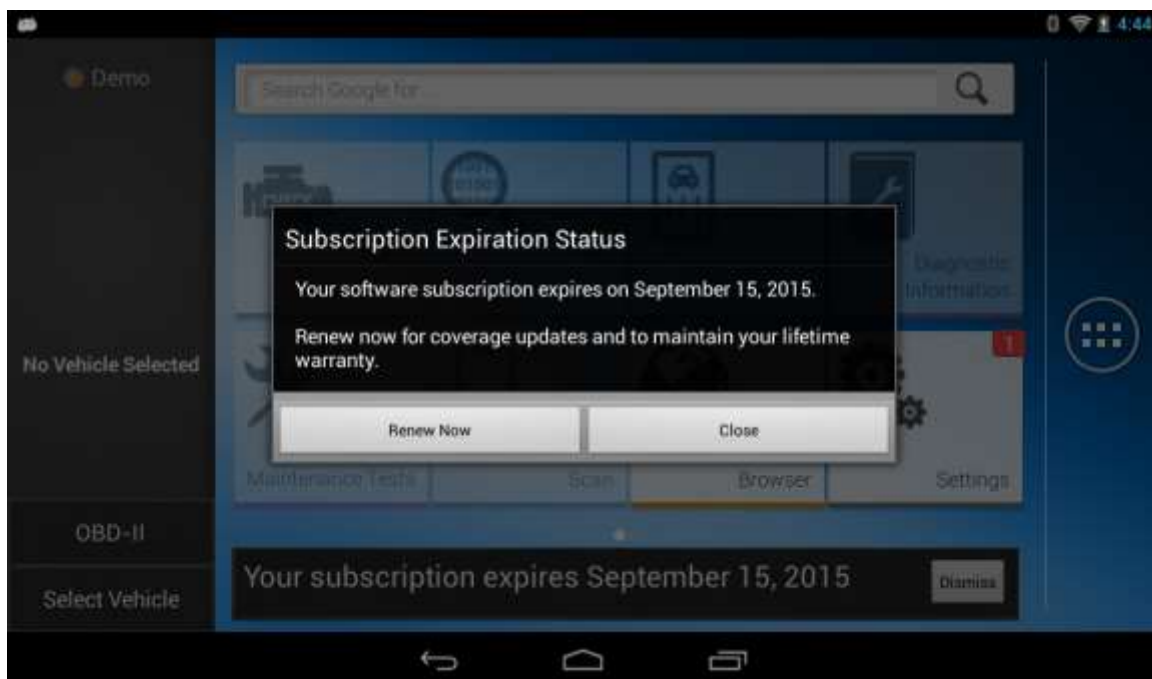 4:44
Demo
Search Google for ...
Subscription Expiration Status
Your software subscription expires on September 15, 2015.
Renew now for coverage updates and to maintain your lifetime
warranty.
Renew Now
Close
Diagnostic
Information
1
No Vehicle Selected
Maintenance Tests
Scan
Browser
Settings
OBD-II
Select Vehicle
Your subscription expires September 15, 2015
Dismiss